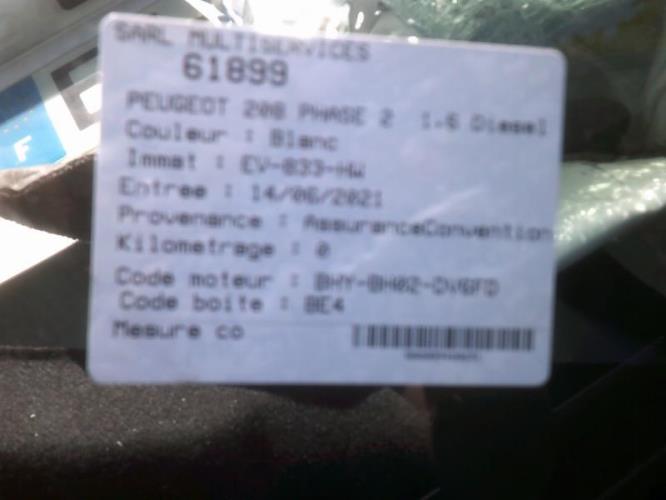 SARL MULTISERVICES
61899
PEUGEOT 208 PHASE 2 1.6 Diesel
Couleur : Blanc
Immat : EV-833-HW
Entree : 14/06/2021
Provenance : AssuranceConvention
Kilometrage : 0
Code moteur : BHY-BH02-DV6FD
Code boite : BE4
Mesure co
F